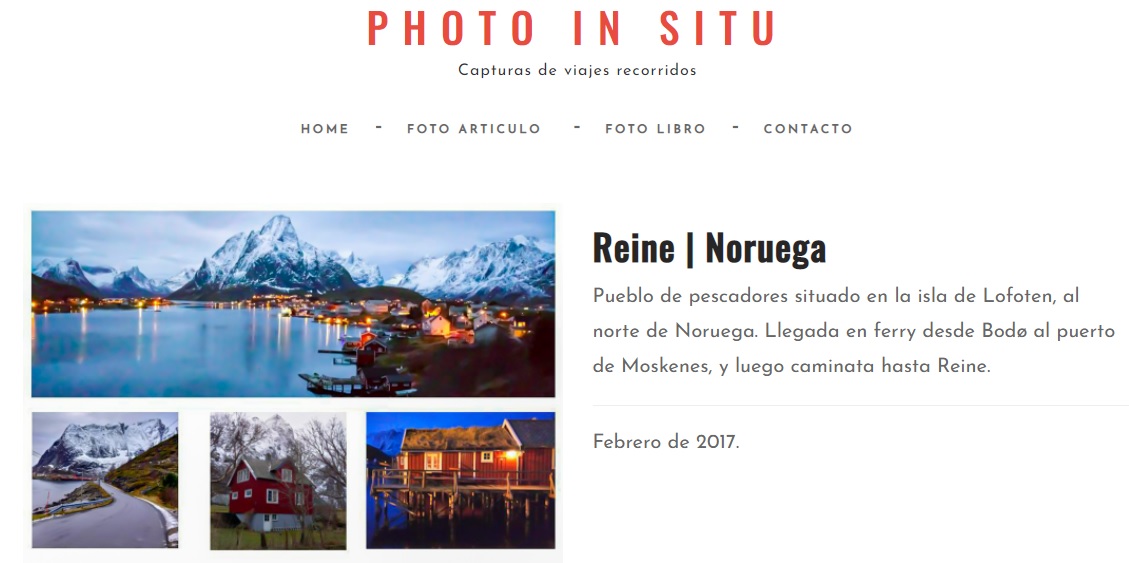 PHOTO IN SITU
Capturas de viajes recorridos
HOME - FOTO ARTICULO - FOTO LIBRO - CONTACTO
Reine | Noruega
Pueblo de pescadores situado en la isla de Lofoten, al
norte de Noruega. Llegada en ferry desde Bodø al puerto
de Moskenes, y luego caminata hasta Reine.
Febrero de 2017.